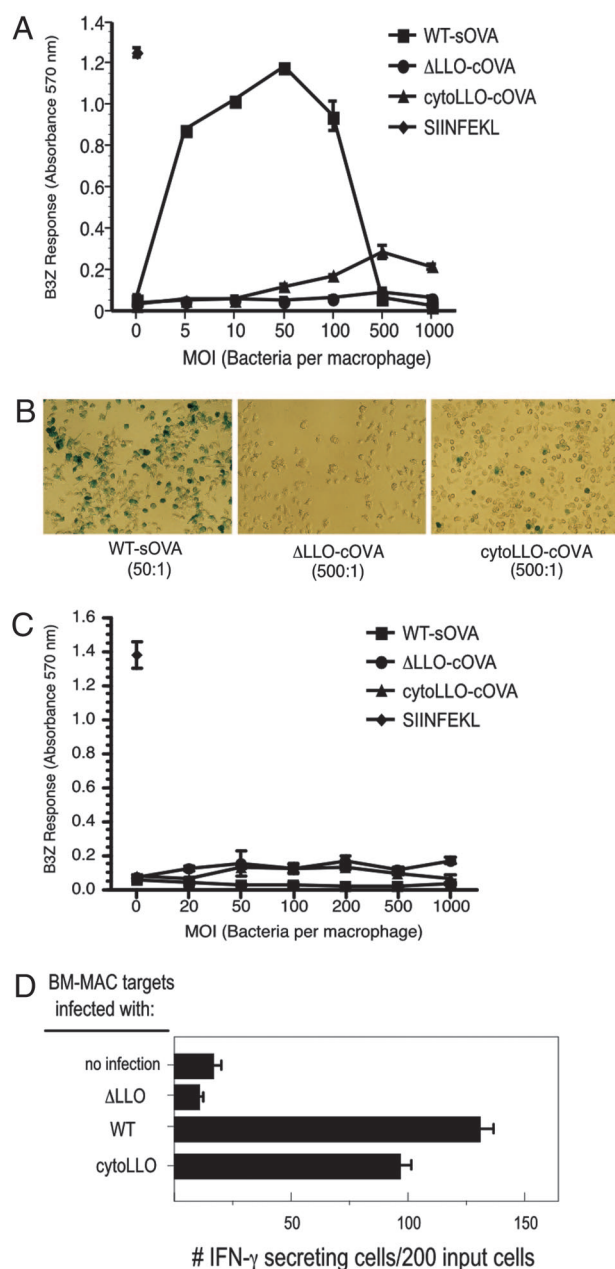 A
B3Z Response (Absorbance 570 nm)
1.4
1.2
1.0
0.8
0.6
0.4
0.2
0
WT-sOVA
ΔLLO-cOVA
cytoLLO-cOVA
SIINFEKL
0 5 10 50 100 500 1000
MOI (Bacteria per macrophage)
B
WT-sOVA
(50:1)
ΔLLO-cOVA
(500:1)
cytoLLO-cOVA
(500:1)
C
B3Z Response (Absorbance 570 nm)
1.6
1.4
1.2
1.0
0.8
0.6
0.4
0.2
0.0
WT-sOVA
ΔLLO-cOVA
cytoLLO-cOVA
SIINFEKL
0 20 50 100 200 500 1000
MOI (Bacteria per macrophage)
D
BM-MAC targets
infected with:
no infection
ΔLLO
WT
cytoLLO
50 100 150
# IFN-γ secreting cells/200 input cells